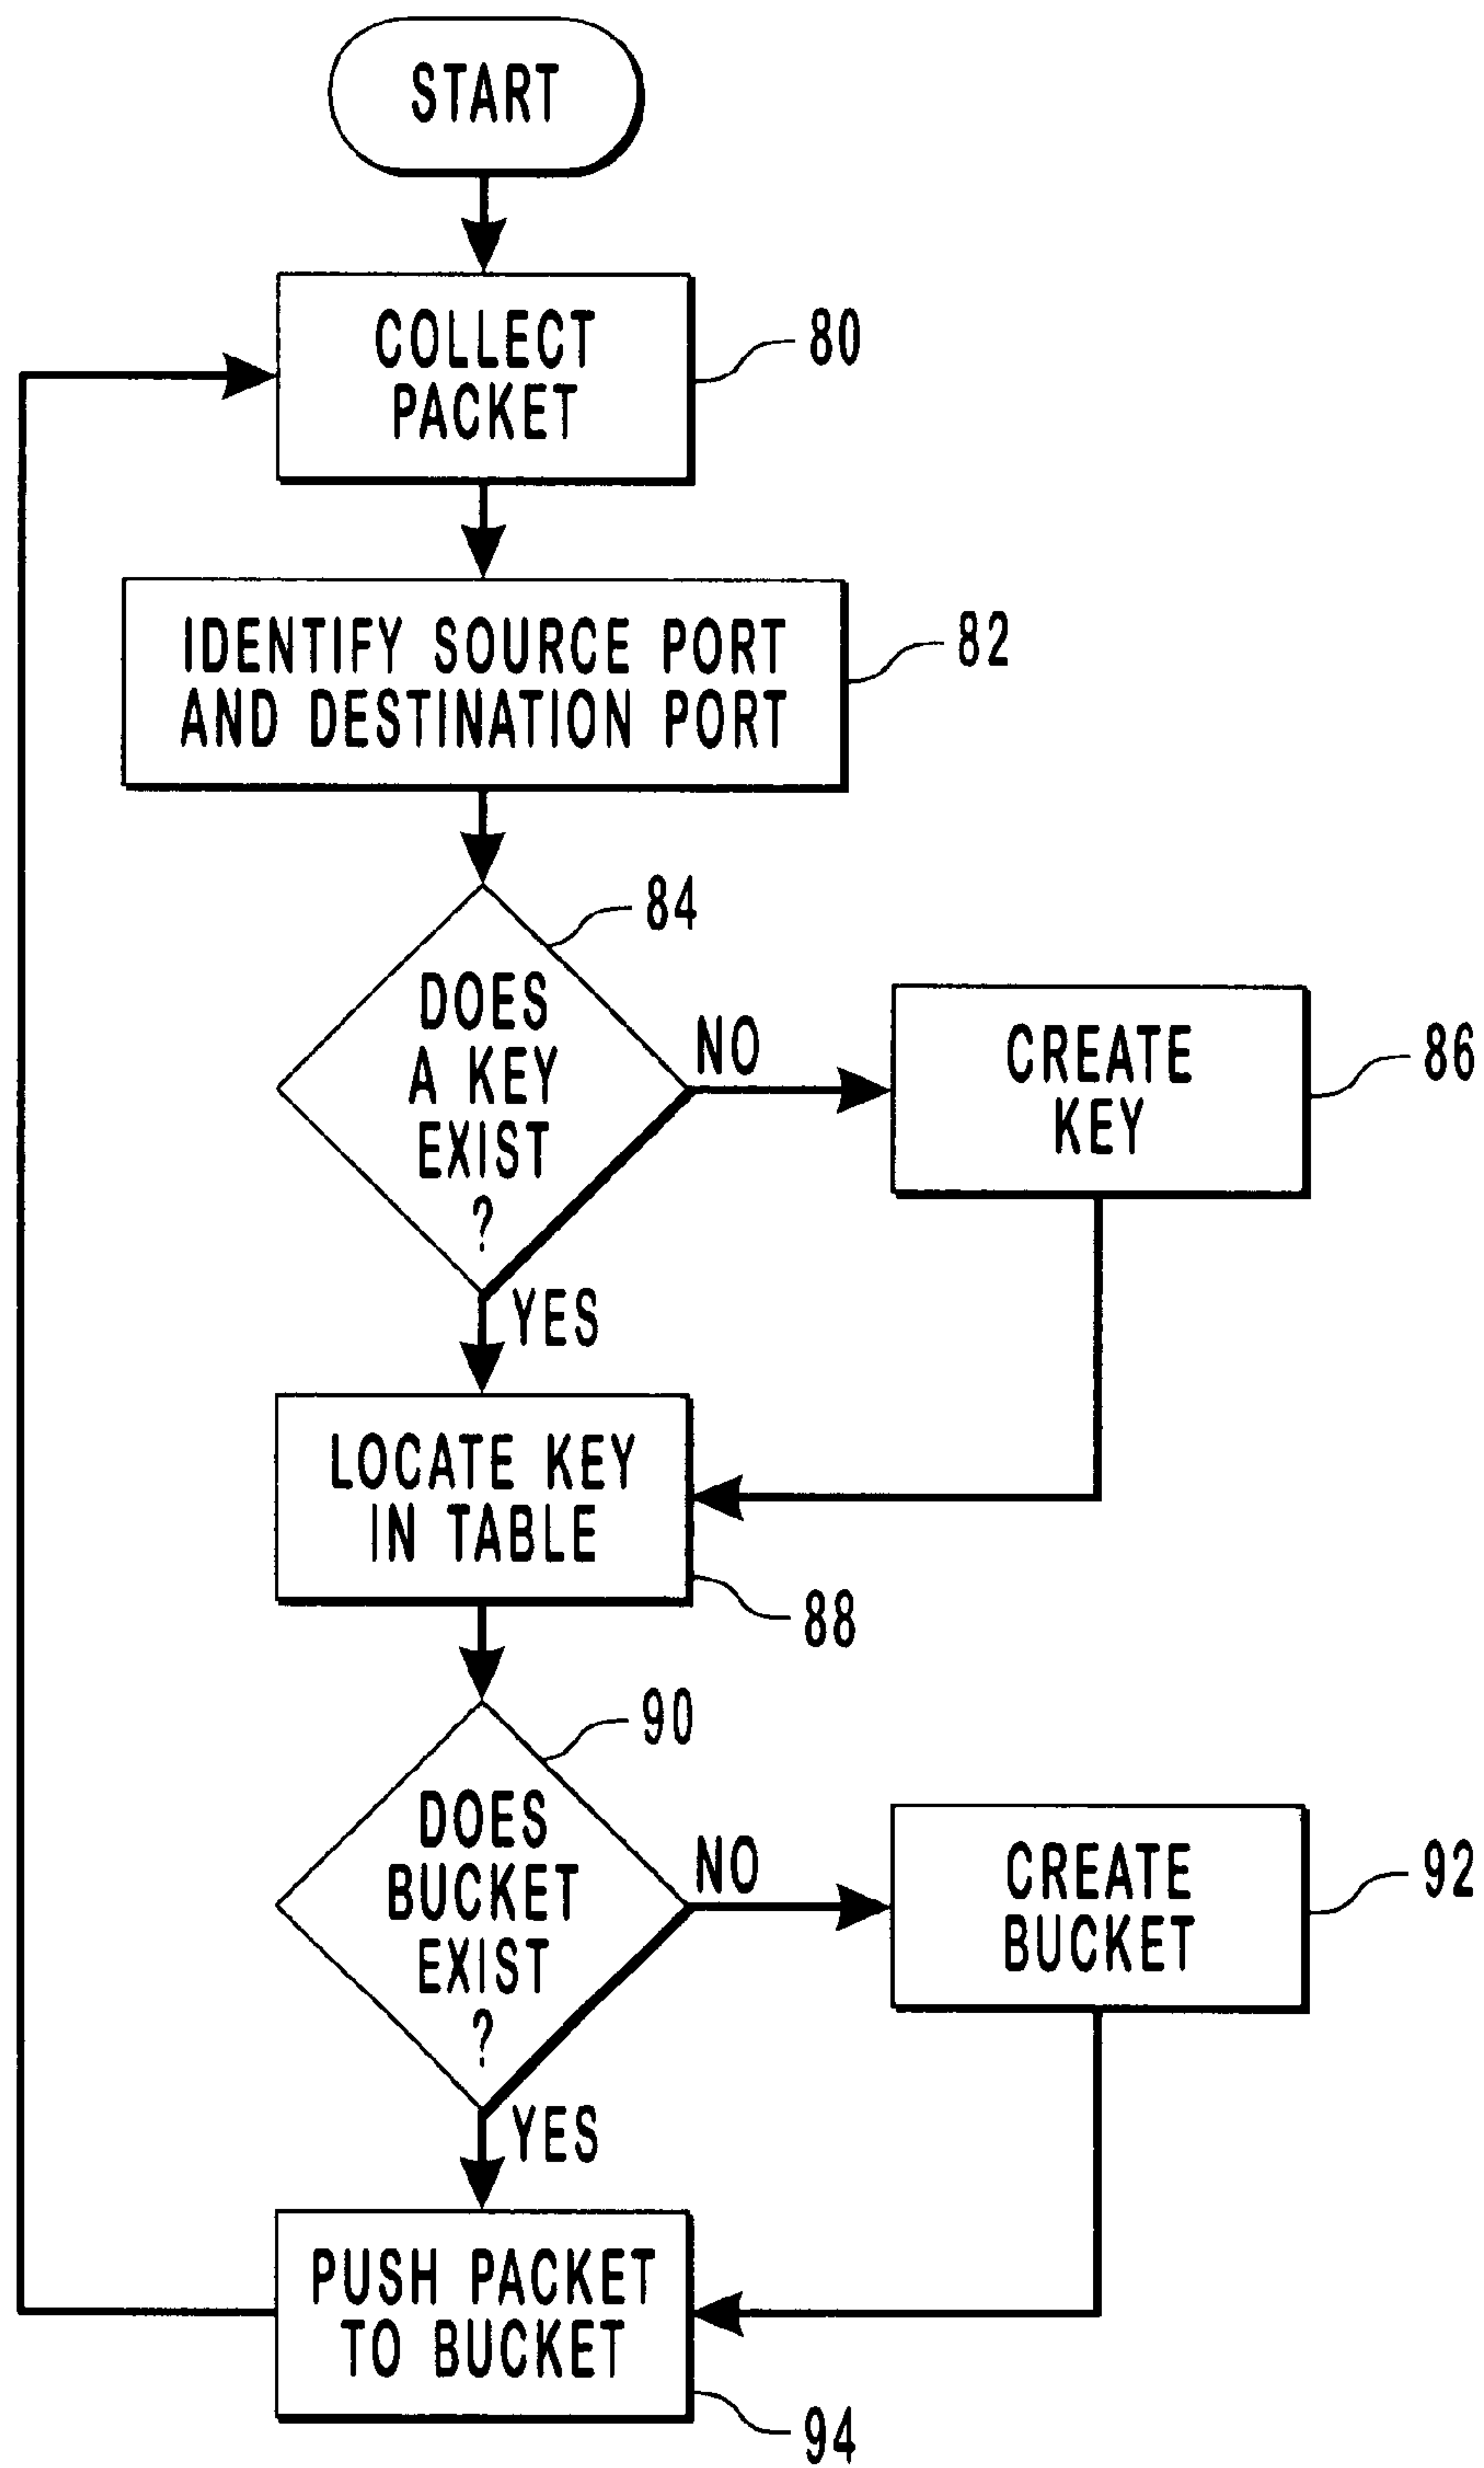 START
COLLECT
PACKET
80
IDENTIFY SOURCE PORT
AND DESTINATION PORT
82
84
DOES
A KEY
EXIST
?
NO
CREATE
KEY
86
YES
LOCATE KEY
IN TABLE
88
90
DOES
BUCKET
EXIST
?
NO
CREATE
BUCKET
92
YES
PUSH PACKET
TO BUCKET
94